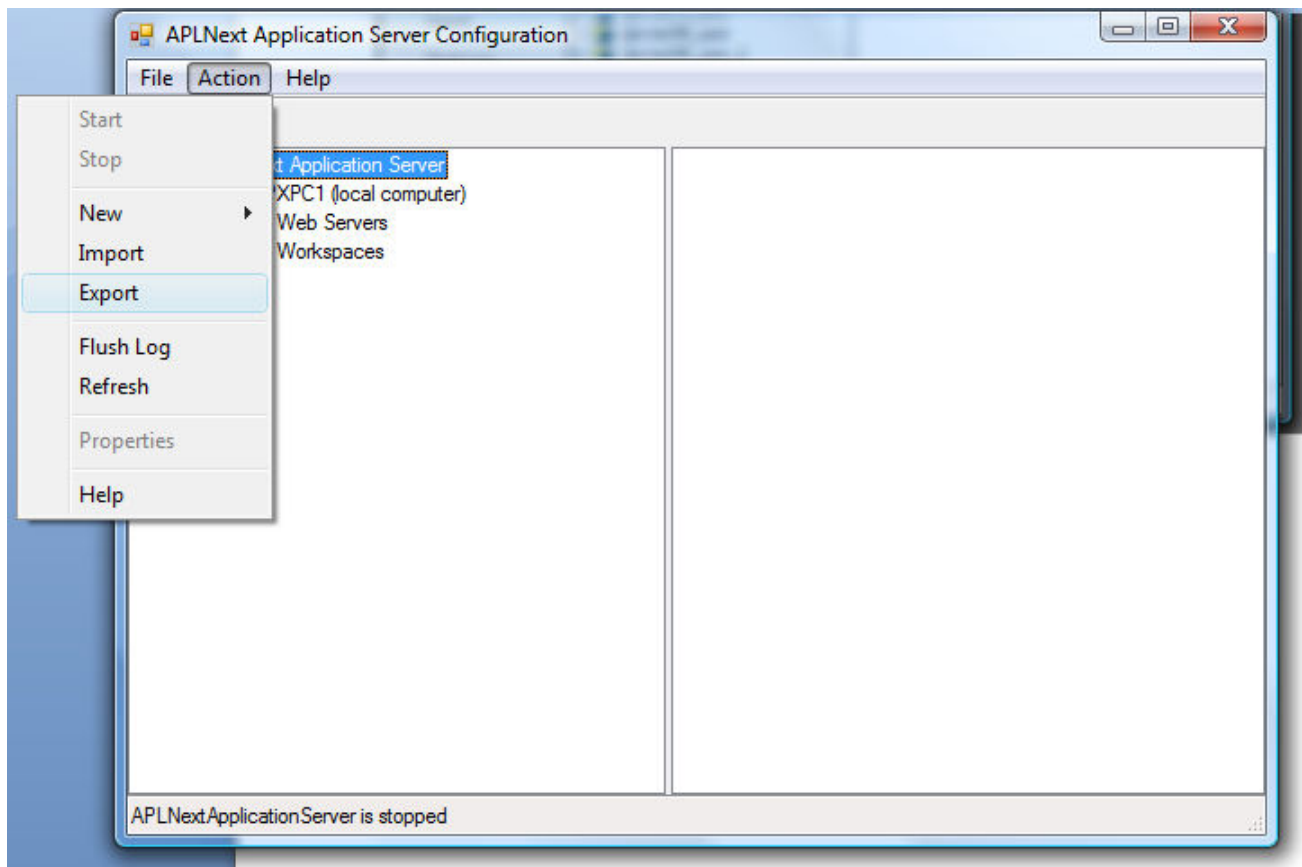 APLNext Application Server Configuration
File Action Help
Start
Stop
New
Import
Export
Flush Log
Refresh
Properties
Help
Application Server
XPC1 (local computer)
Web Servers
Workspaces
APLNextApplicationServer is stopped